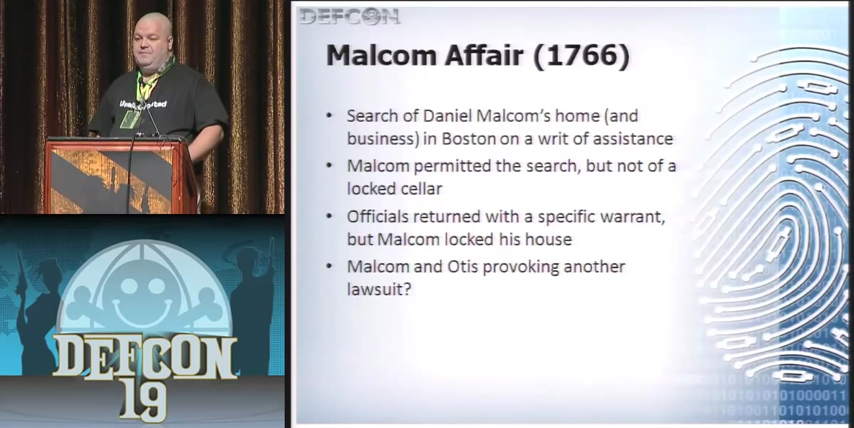 DEFCON
Malcom Affair (1766)
• Search of Daniel Malcom's home (and
business) in Boston on a writ of assistance
• Malcom permitted the search, but not of a
locked cellar
• Officials returned with a specific warrant,
but Malcom locked his house
• Malcom and Otis provoking another
lawsuit?
DEFCON
19